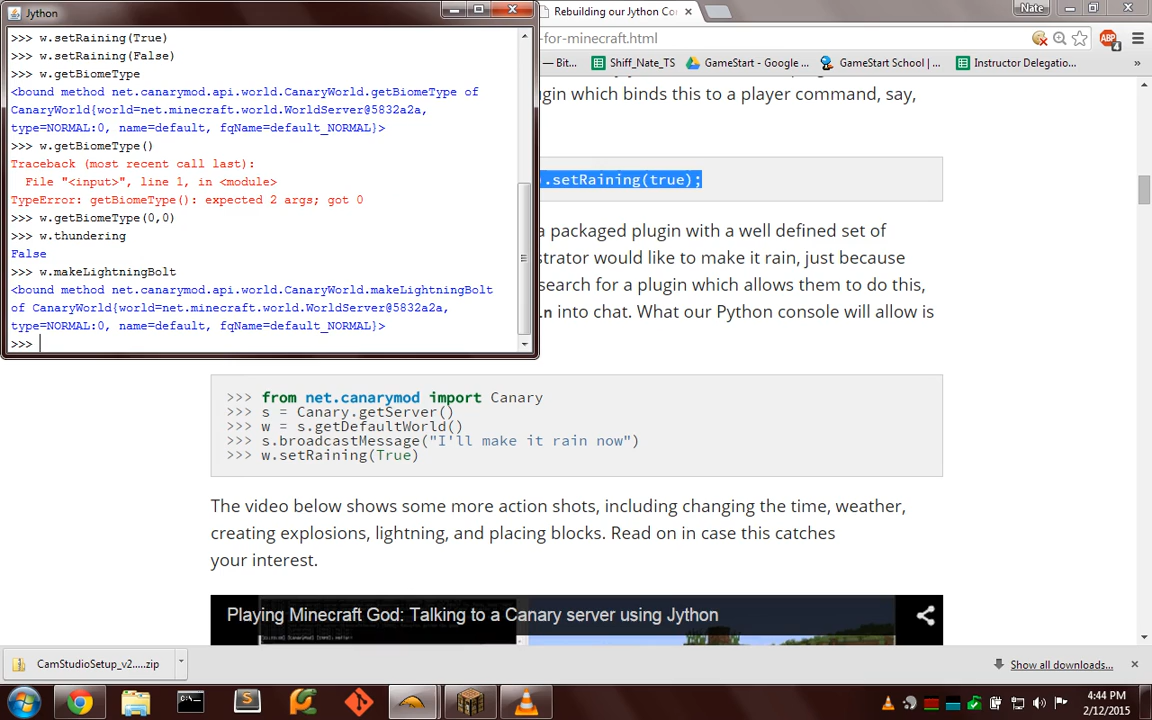 Jython
Rebuilding our Jython Co
Nate
>>> w.setRaining(True)
>>> w.setRaining(False)
>>> w.getBiomeType
<bound method net.canarymod.api.world.CanaryWorld.getBiomeType of
CanaryWorld{world=net.minecraft.world.WorldServer@5832a2a,
type=NORMAL:0, name=default, fqName=default_NORMAL}>
>>> w.getBiomeType()
Traceback (most recent call last):
File "<input>", line 1, in <module>
TypeError: getBiomeType(): expected 2 args; got 0
>>> w.getBiomeType(0,0)
>>> w.thundering
False
>>> w.makeLightningBolt
<bound method net.canarymod.api.world.CanaryWorld.makeLightningBolt
of CanaryWorld{world=net.minecraft.world.WorldServer@5832a2a,
type=NORMAL:0, name=default, fqName=default_NORMAL}>
>>>
-for-minecraft.html
ABP
4
Bit...
Shiff_Nate_TS
GameStart - Google ...
GameStart School | ...
Instructor Delegatio...
»
gin which binds this to a player command, say,
).setRaining(true);
a packaged plugin with a well defined set of
strator would like to make it rain, just because
search for a plugin which allows them to do this,
.n into chat. What our Python console will allow is
>>> from net.canarymod import Canary
>>> s = Canary.getServer()
>>> w = s.getDefaultWorld()
>>> s.broadcastMessage("I'll make it rain now")
>>> w.setRaining(True)
The video below shows some more action shots, including changing the time, weather,
creating explosions, lightning, and placing blocks. Read on in case this catches
your interest.
Playing Minecraft God: Talking to a Canary server using Jython
CamStudioSetup_v2.....zip
Show all downloads...
4:44 PM
2/12/2015